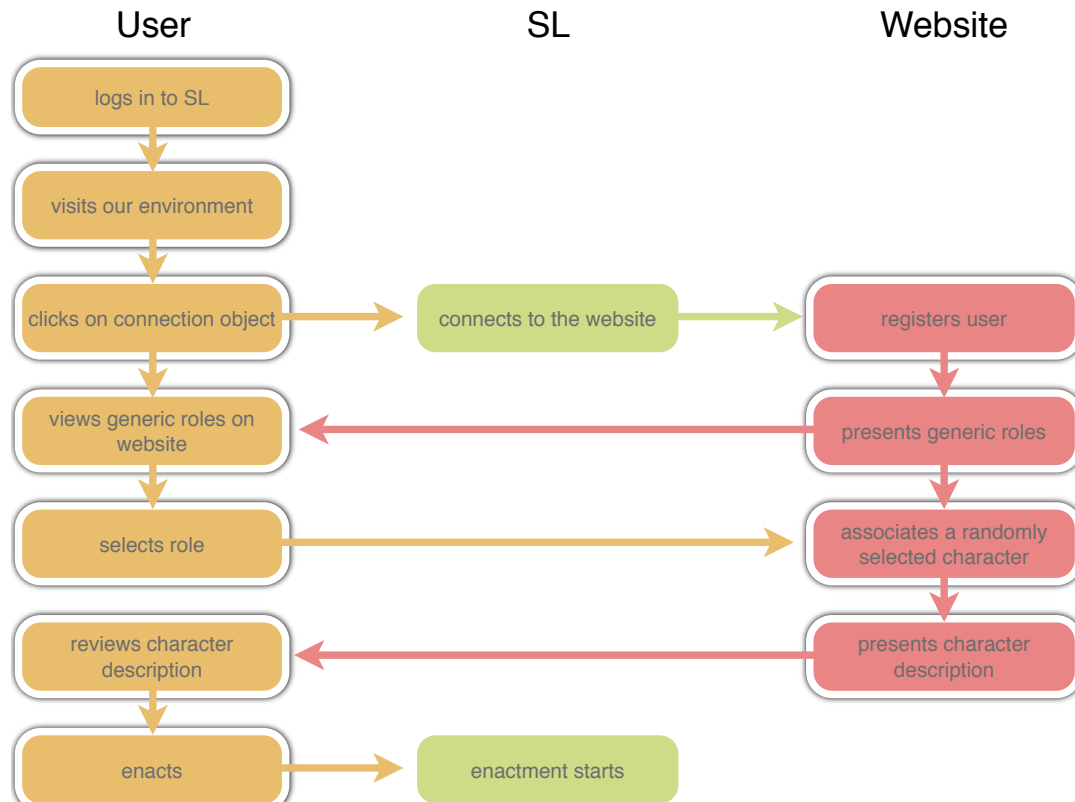 User
SL
Website
logs in to SL
visits our environment
clicks on connection object
connects to the website
registers user
views generic roles on
website
presents generic roles
selects role
associates a randomly
selected character
reviews character
description
presents character
description
enacts
enactment starts